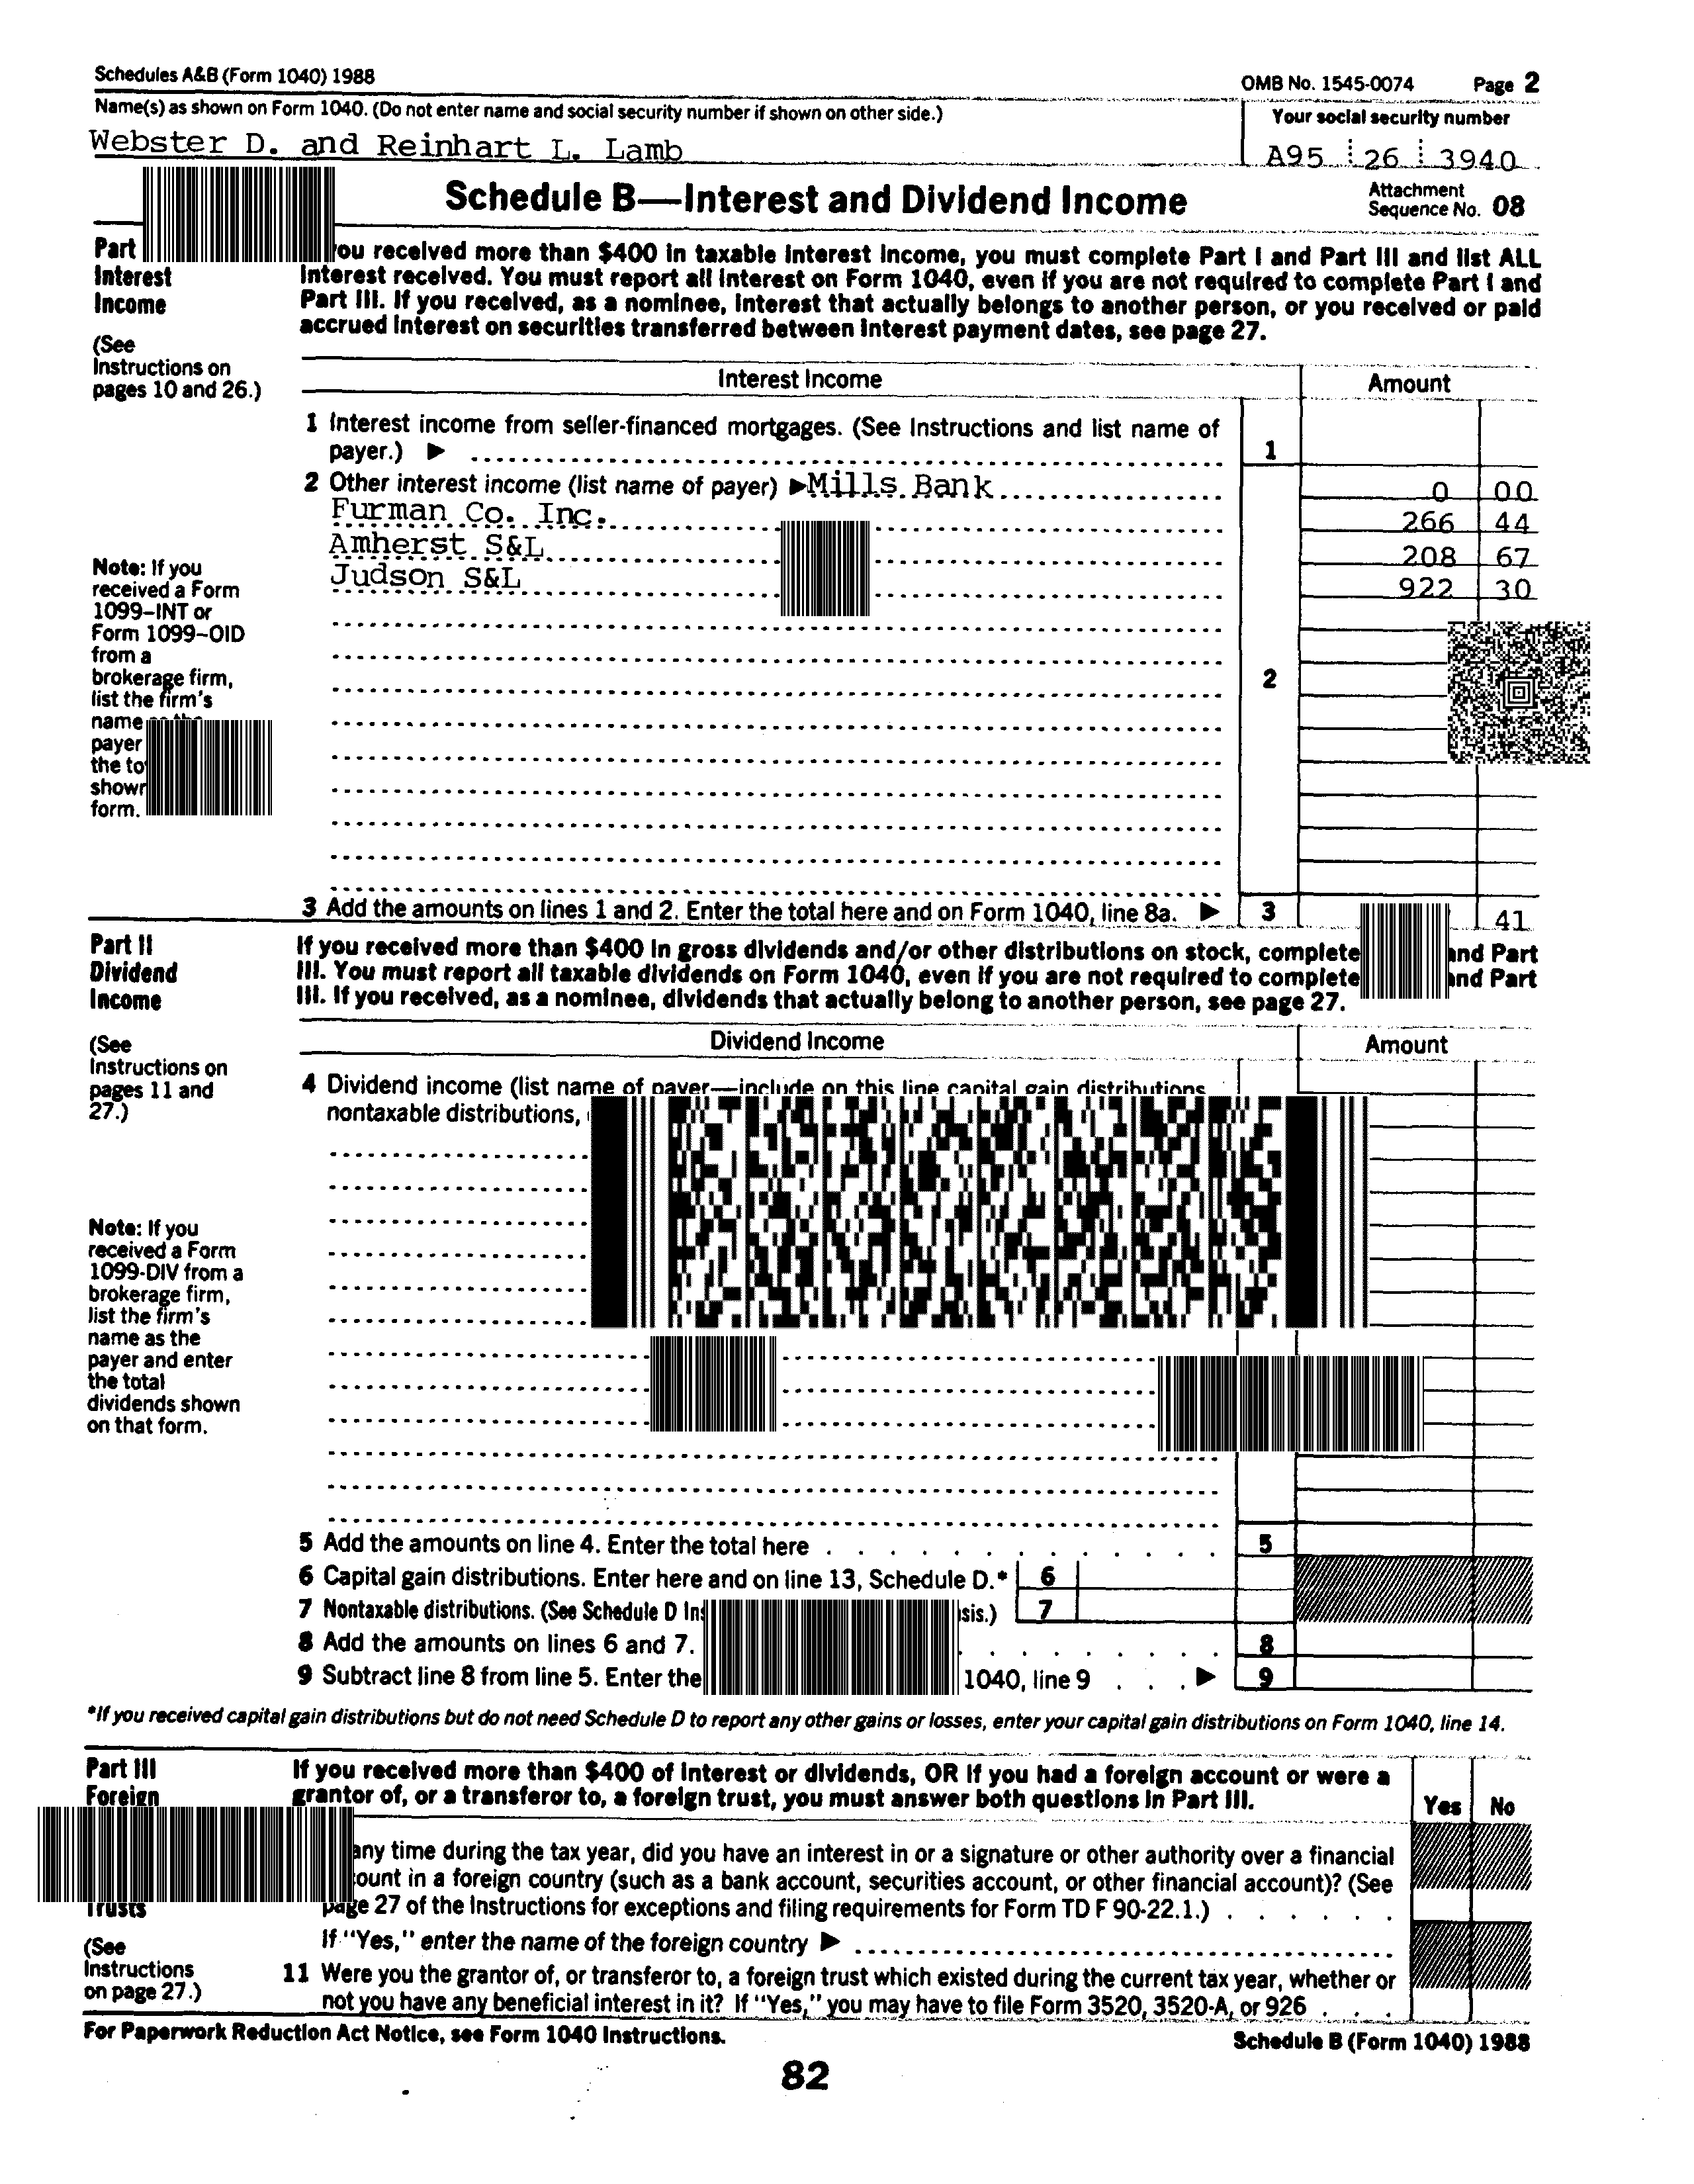 Schedules A&B (Form 1040) 1988 OMB No. 1545-0074 Page 2
Name(s) as shown on Form 1040. (Do not enter name and social security number if shown on other side.) Your social security number
Webster D. and Reinhart L. Lamb A95 26 3940
Schedule B—Interest and Dividend Income
Attachment
Sequence No. 08
Part
Interest
Income
(See
Instructions on
pages 10 and 26.)
you received more than $400 in taxable interest income, you must complete Part I and Part III and list ALL
interest received. You must report all interest on Form 1040, even if you are not required to complete Part I and
Part III. If you received, as a nominee, interest that actually belongs to another person, or you received or paid
accrued interest on securities transferred between interest payment dates, see page 27.
Interest Income Amount
1 Interest income from seller-financed mortgages. (See Instructions and list name of
payer.) ▶ 1
2 Other interest income (list name of payer) ▶ Mills Bank 0 00
Furman Co. Inc. 266 44
Amherst S&L 208 67
Judson S&L 922 30
2
Note: If you
received a Form
1099–INT or
Form 1099–OID
from a
brokerage firm,
list the firm's
name
payer
the
form.
3 Add the amounts on lines 1 and 2. Enter the total here and on Form 1040, line 8a. ▶ 3 41
Part II
Dividend
Income
(See
Instructions on
pages 11 and
27.)
If you received more than $400 in gross dividends and/or other distributions on stock, complete and Part
III. You must report all taxable dividends on Form 1040, even if you are not required to complete and Part
III. If you received, as a nominee, dividends that actually belong to another person, see page 27.
Dividend Income Amount
4 Dividend income (list name of payer—include on this line capital gain distributions,
nontaxable distributions,
Note: If you
received a Form
1099-DIV from a
brokerage firm,
list the firm's
name as the
payer and enter
the total
dividends shown
on that form.
5 Add the amounts on line 4. Enter the total here 5
6 Capital gain distributions. Enter here and on line 13, Schedule D.* 6
7 Nontaxable distributions. (See Schedule D 7
8 Add the amounts on lines 6 and 7. 8
9 Subtract line 8 from line 5. Enter the 1040, line 9 ▶ 9
*If you received capital gain distributions but do not need Schedule D to report any other gains or losses, enter your capital gain distributions on Form 1040, line 14.
Part III
Foreign
Trusts
(See
Instructions
on page 27.)
If you received more than $400 of interest or dividends, OR if you had a foreign account or were a
grantor of, or a transferor to, a foreign trust, you must answer both questions in Part III. Yes No
any time during the tax year, did you have an interest in or a signature or other authority over a financial
in a foreign country (such as a bank account, securities account, or other financial account)? (See
page 27 of the Instructions for exceptions and filing requirements for Form TD F 90-22.1.)
If "Yes," enter the name of the foreign country ▶
11 Were you the grantor of, or transferor to, a foreign trust which existed during the current tax year, whether or
not you have any beneficial interest in it? If "Yes," you may have to file Form 3520, 3520-A, or 926
For Paperwork Reduction Act Notice, see Form 1040 Instructions. Schedule B (Form 1040) 1988
82